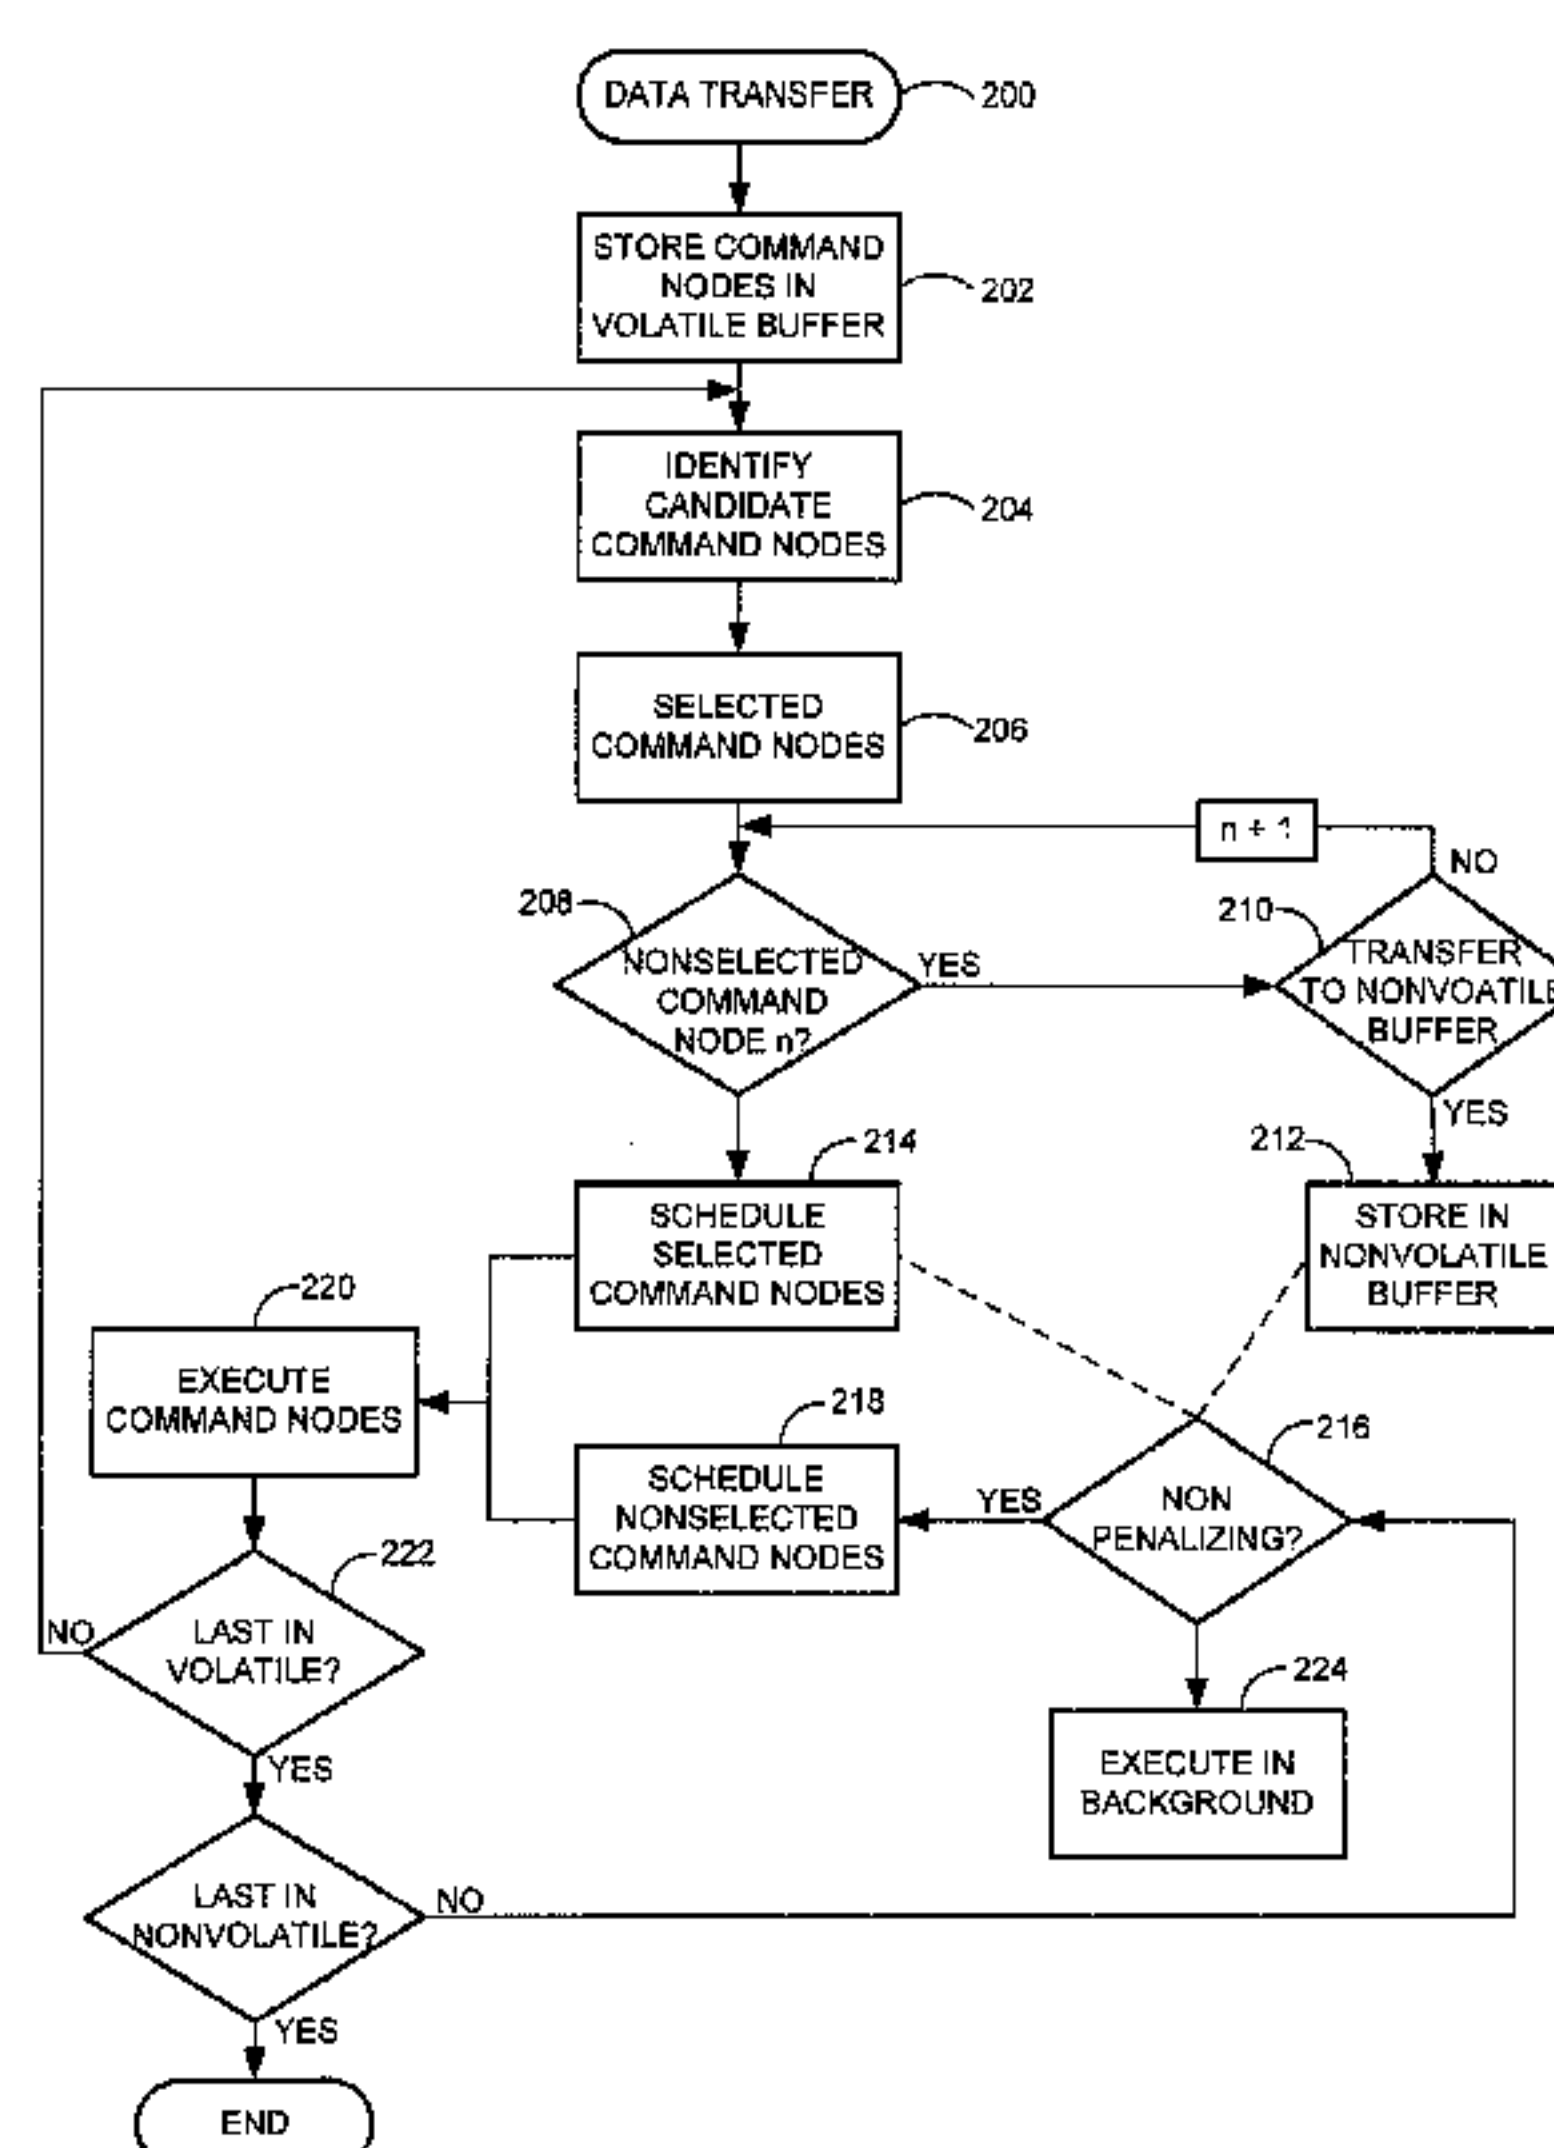 DATA TRANSFER
200
STORE COMMAND
NODES IN
VOLATILE BUFFER
202
IDENTIFY
CANDIDATE
COMMAND NODES
204
SELECTED
COMMAND NODES
206
n + 1
NO
208
NONSELECTED
COMMAND
NODE n?
YES
210
TRANSFER
TO NONVOATILE
BUFFER
YES
214
SCHEDULE
SELECTED
COMMAND NODES
212
STORE IN
NONVOLATILE
BUFFER
220
EXECUTE
COMMAND NODES
218
SCHEDULE
NONSELECTED
COMMAND NODES
YES
216
NON
PENALIZING?
222
NO
LAST IN
VOLATILE?
YES
224
EXECUTE IN
BACKGROUND
LAST IN
NONVOLATILE?
NO
YES
END